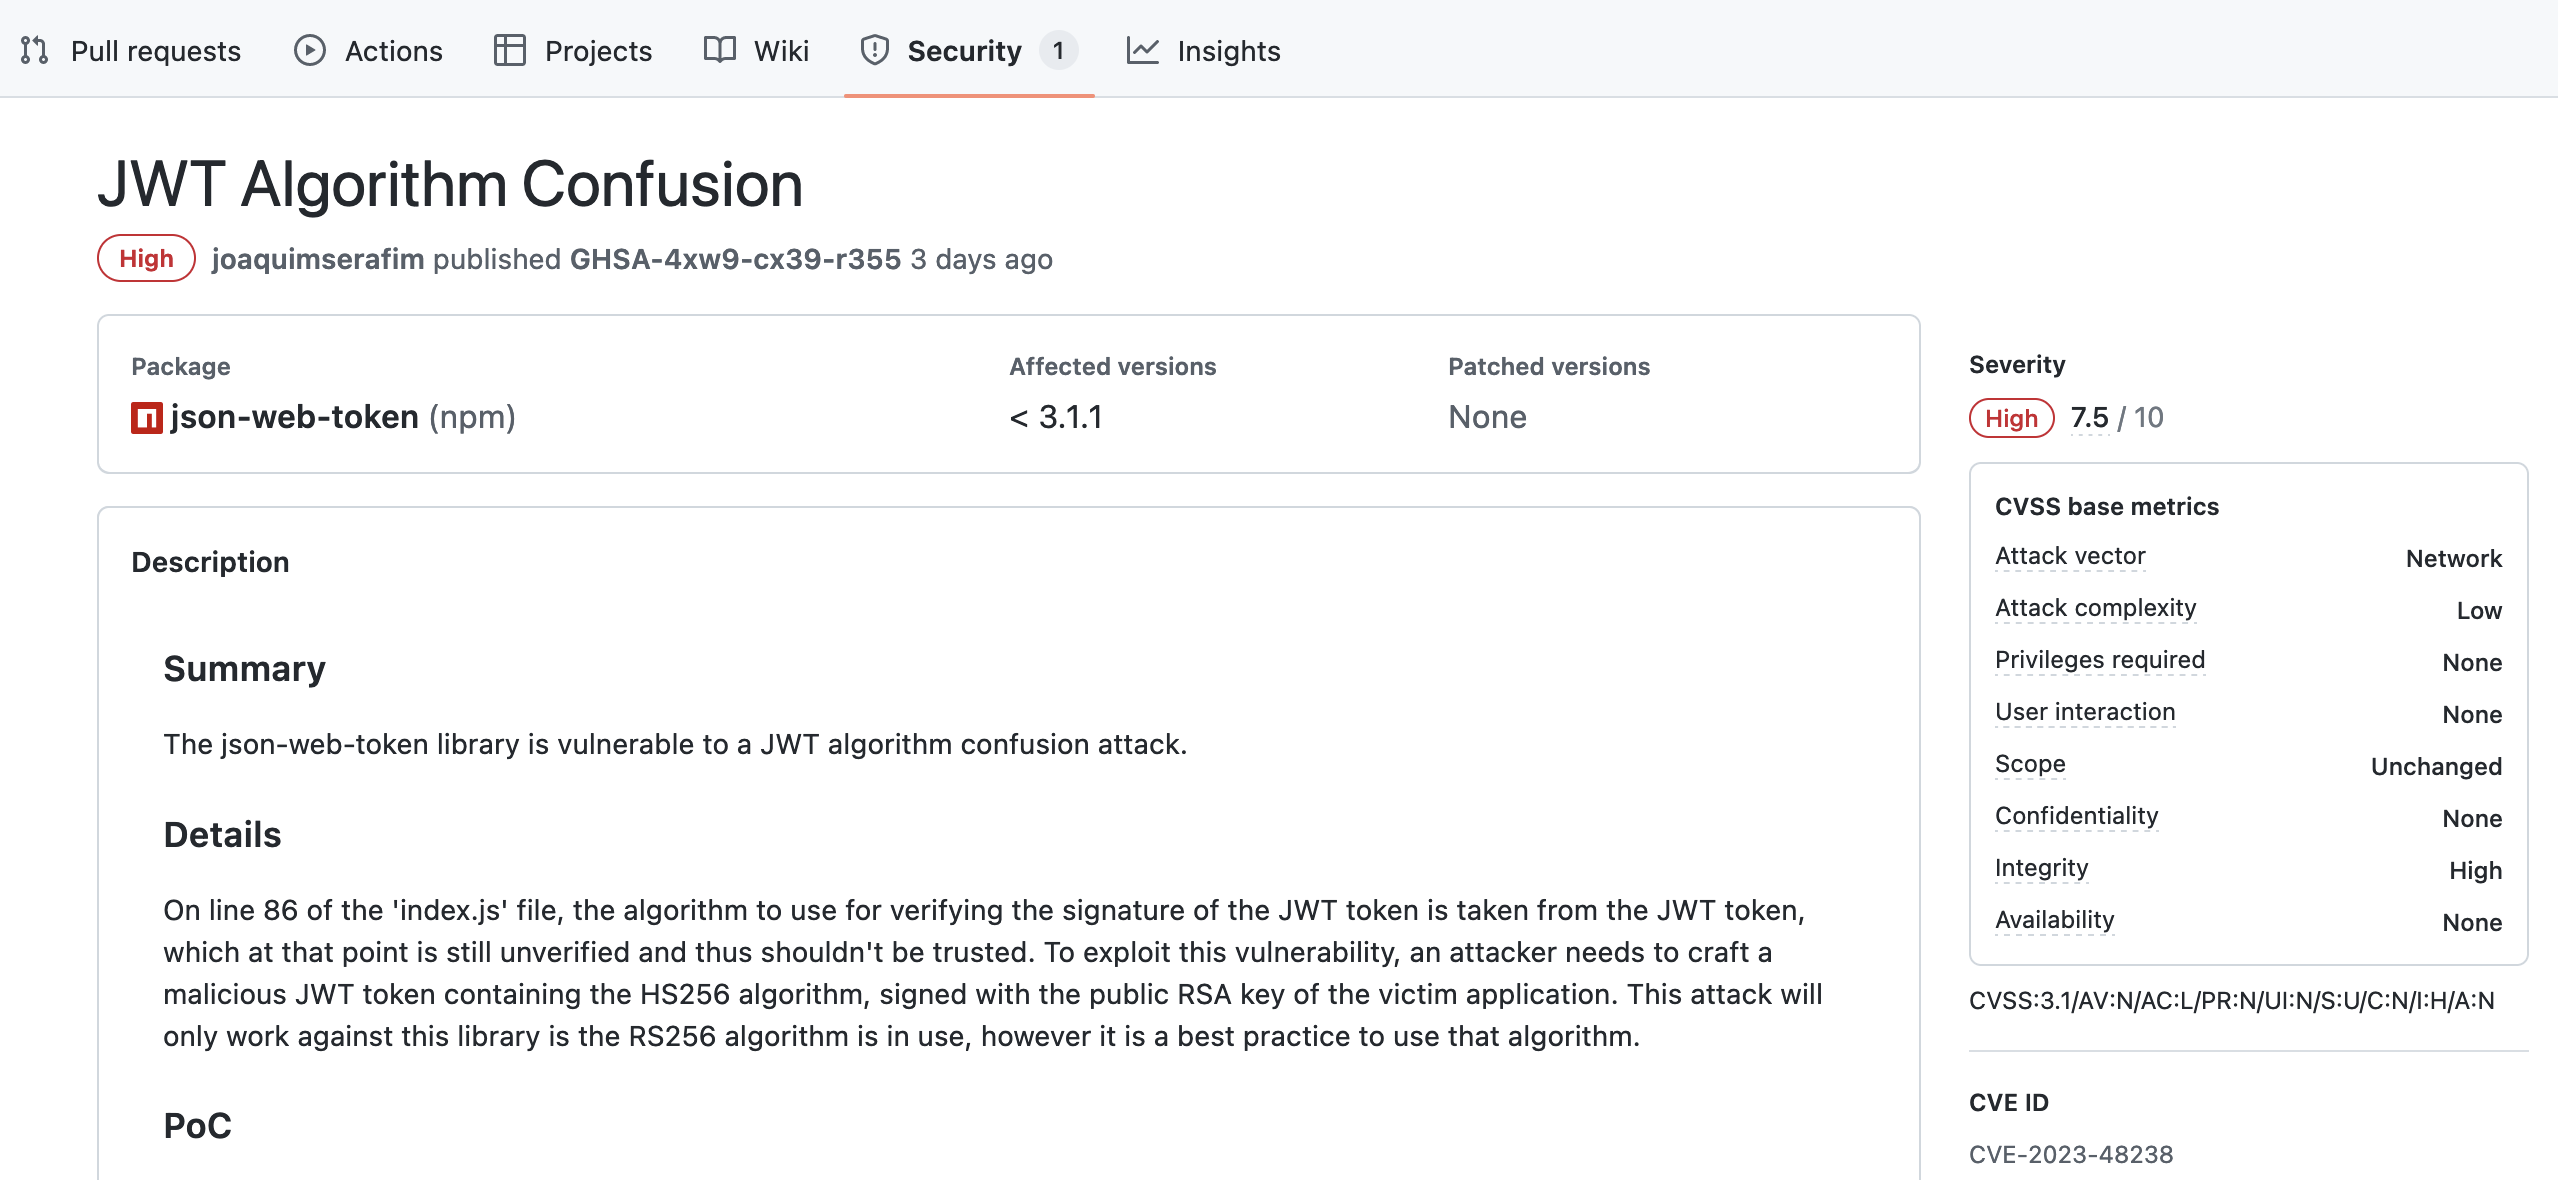 Pull requests Actions Projects Wiki Security 1 Insights
JWT Algorithm Confusion
High joaquimserafim published GHSA-4xw9-cx39-r355 3 days ago
Package Affected versions Patched versions
json-web-token (npm) < 3.1.1 None
Description
Summary
The json-web-token library is vulnerable to a JWT algorithm confusion attack.
Details
On line 86 of the 'index.js' file, the algorithm to use for verifying the signature of the JWT token is taken from the JWT token,
which at that point is still unverified and thus shouldn't be trusted. To exploit this vulnerability, an attacker needs to craft a
malicious JWT token containing the HS256 algorithm, signed with the public RSA key of the victim application. This attack will
only work against this library is the RS256 algorithm is in use, however it is a best practice to use that algorithm.
PoC
Severity
High 7.5 / 10
CVSS base metrics
Attack vector Network
Attack complexity Low
Privileges required None
User interaction None
Scope Unchanged
Confidentiality None
Integrity High
Availability None
CVSS:3.1/AV:N/AC:L/PR:N/UI:N/S:U/C:N/I:H/A:N
CVE ID
CVE-2023-48238